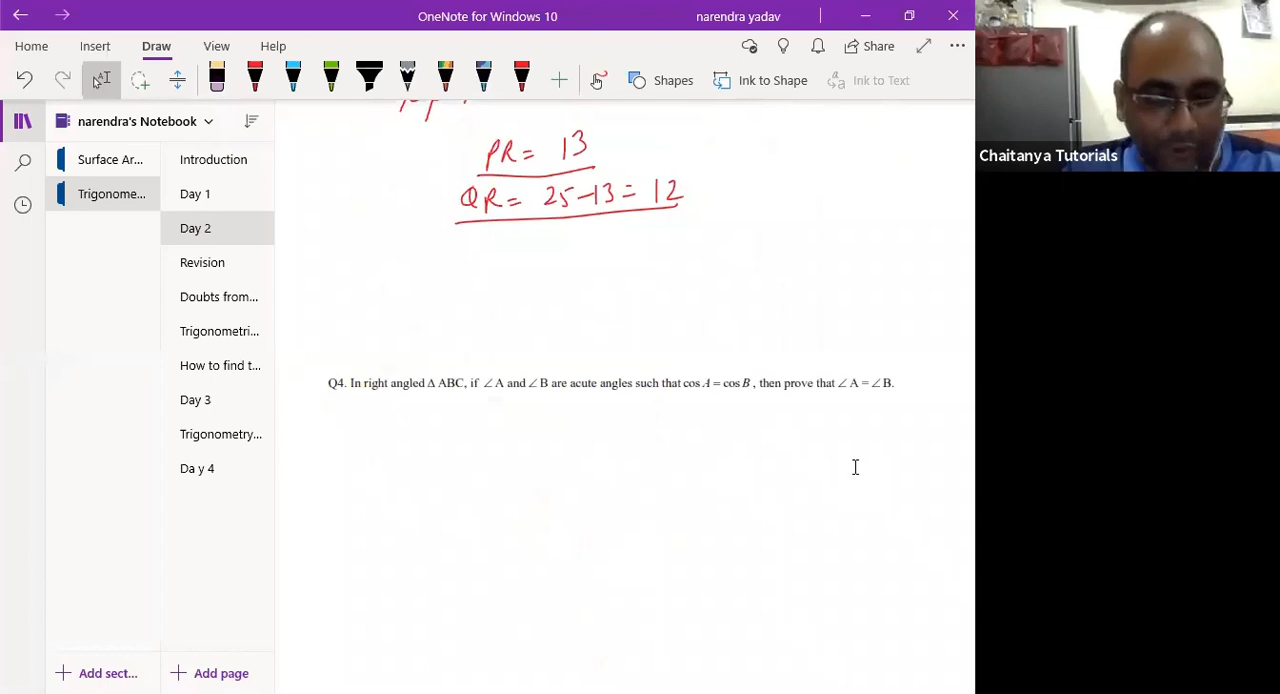 OneNote for Windows 10
narendra yadav
Home
Insert
Draw
View
Help
Share
Shapes
Ink to Shape
Ink to Text
narendra's Notebook
Surface Ar...
Trigonome...
Introduction
Day 1
Day 2
Revision
Doubts from...
Trigonometri...
How to find t...
Day 3
Trigonometry...
Da y 4
Add sect...
Add page
PR = 13
QR = 25-13 = 12
Q4. In right angled Δ ABC, if ∠A and ∠B are acute angles such that cos A = cos B , then prove that ∠A = ∠B.
Chaitanya Tutorials